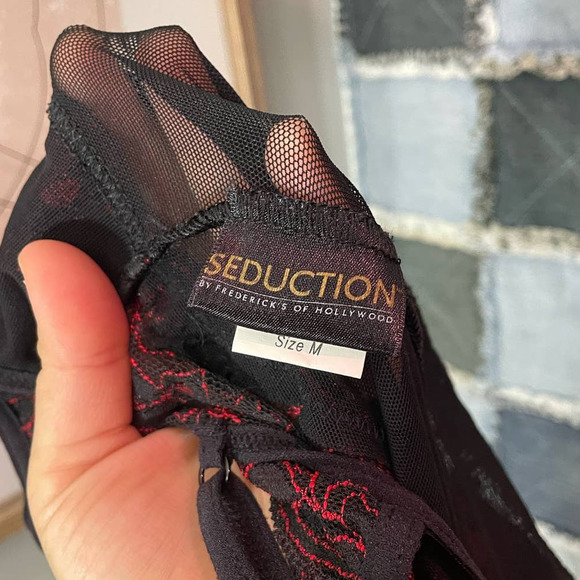 SEDUCTION
BY FREDERICK'S OF HOLLYWOOD
Size M